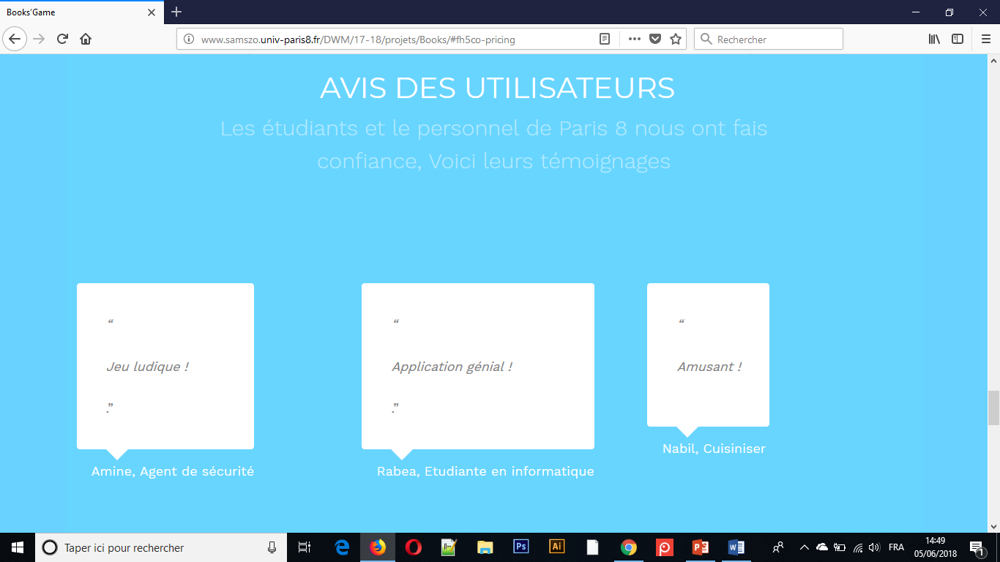 Books'Game
www.samszo.univ-paris8.fr/DWM/17-18/projets/Books/#fh5co-pricing
Rechercher
AVIS DES UTILISATEURS
Les étudiants et le personnel de Paris 8 nous ont fais
confiance, Voici leurs témoignages
“
Jeu ludique !
.”
Amine, Agent de sécurité
“
Application génial !
.”
Rabea, Etudiante en informatique
“
Amusant !
Nabil, Cuisiniser
Taper ici pour rechercher
Ps
Ai
FRA
14:49
05/06/2018
1